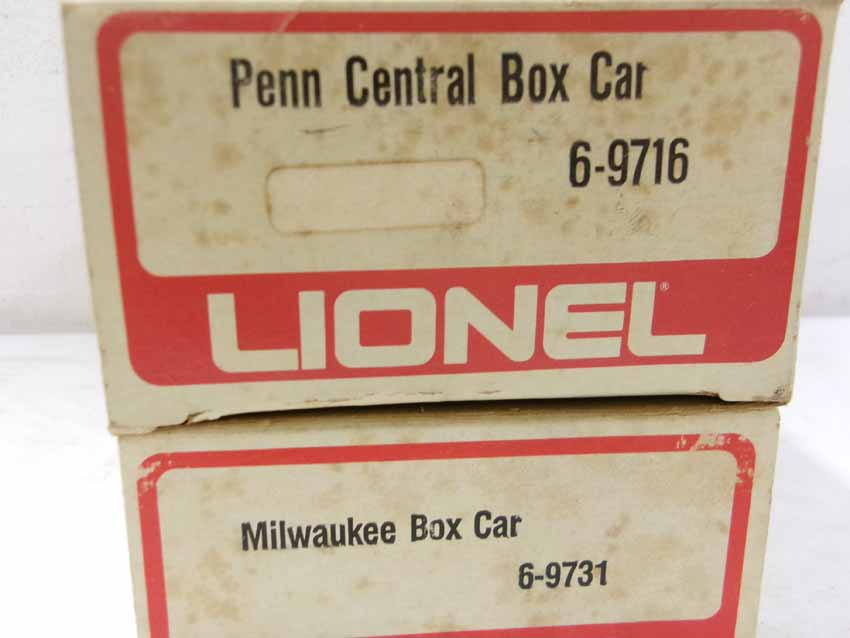 Penn Central Box Car
6-9716
LIONEL®
Milwaukee Box Car
6-9731